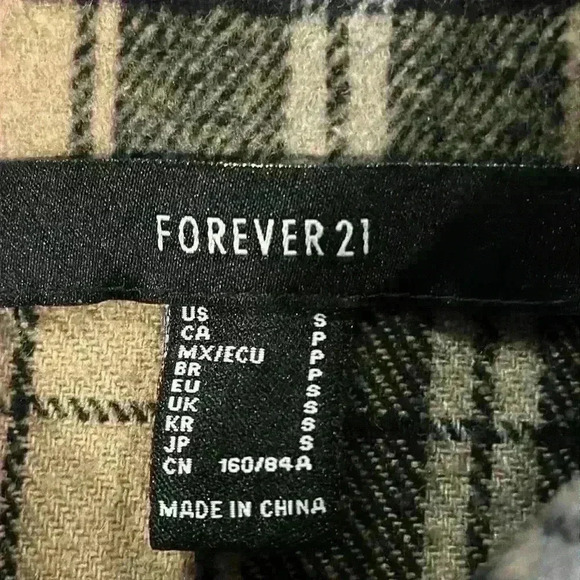 FOREVER 21
US S
CA P
MX/ECU P
BR P
EU S
UK S
KR S
JP S
CN 160/84A
MADE IN CHINA